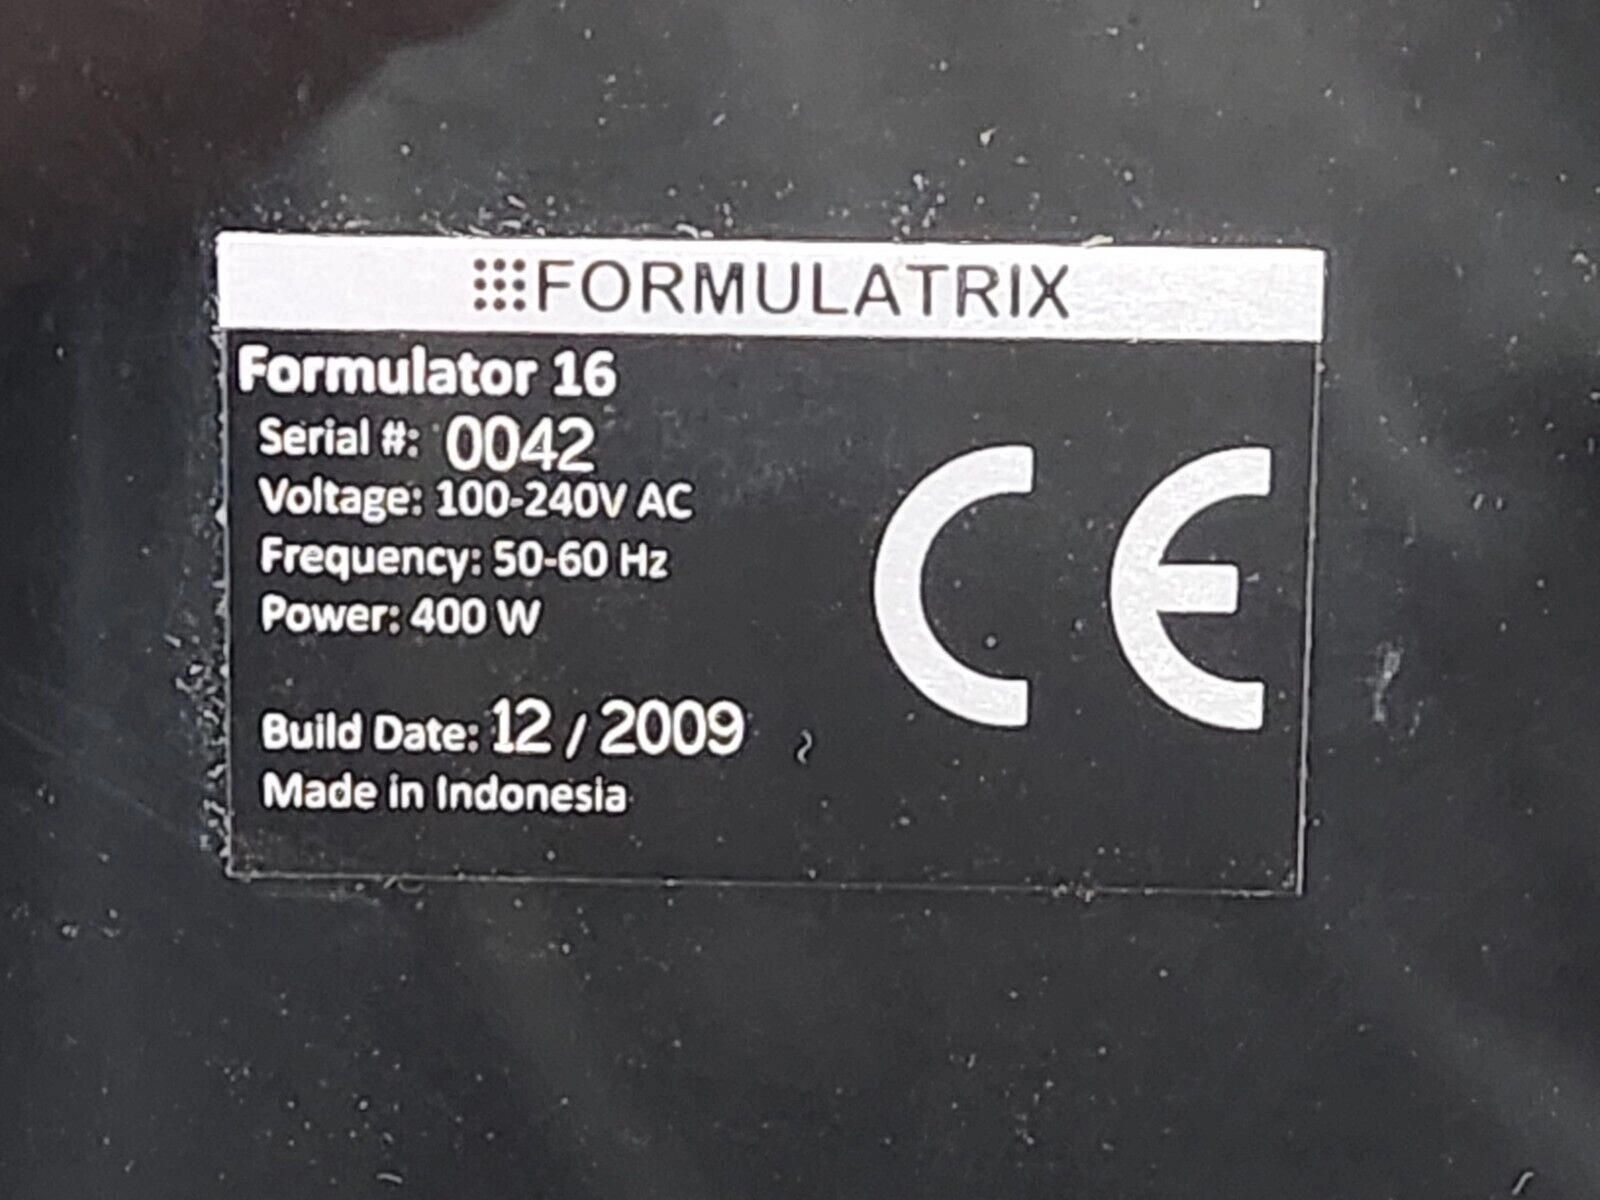 FORMULATRIX
Formulator 16
Serial #: 0042
Voltage: 100-240V AC
Frequency: 50-60 Hz
Power: 400 W
CE
Build Date: 12 / 2009
Made in Indonesia